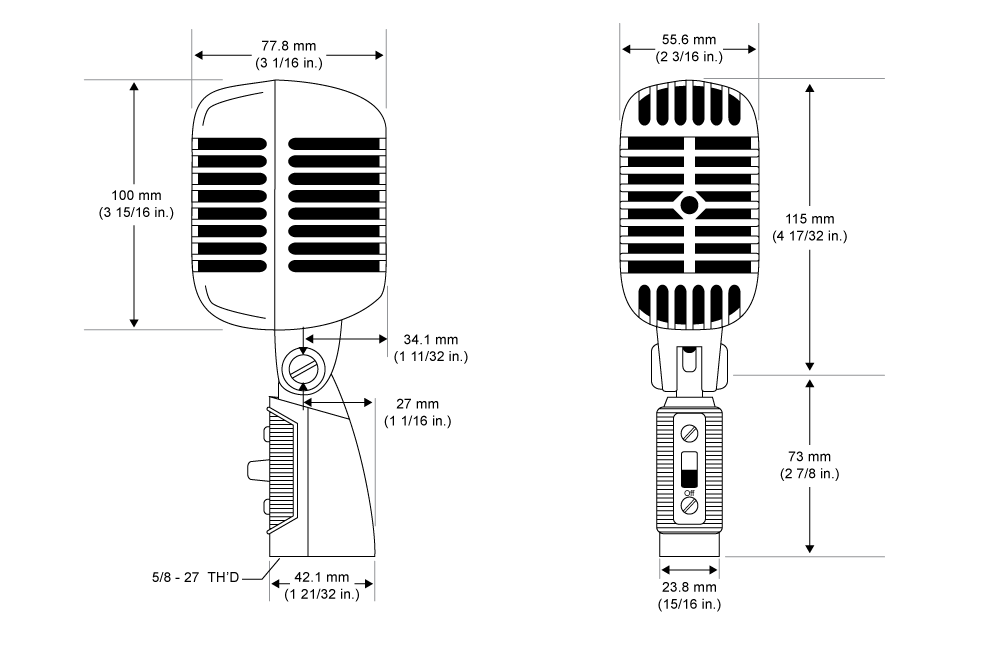 77.8 mm
(3 1/16 in.)
100 mm
(3 15/16 in.)
34.1 mm
(1 11/32 in.)
27 mm
(1 1/16 in.)
5/8 - 27 TH'D
42.1 mm
(1 21/32 in.)
55.6 mm
(2 3/16 in.)
115 mm
(4 17/32 in.)
73 mm
(2 7/8 in.)
Off
23.8 mm
(15/16 in.)